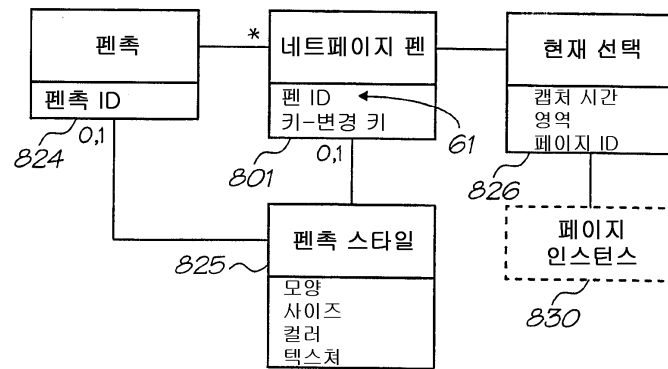 펜촉
펜촉 ID
824
0,1
*
네트페이지 펜
펜 ID
키-변경 키
61
801
0,1
현재 선택
캡처 시간
영역
페이지 ID
826
펜촉 스타일
825
모양
사이즈
컬러
텍스쳐
페이지
인스턴스
830